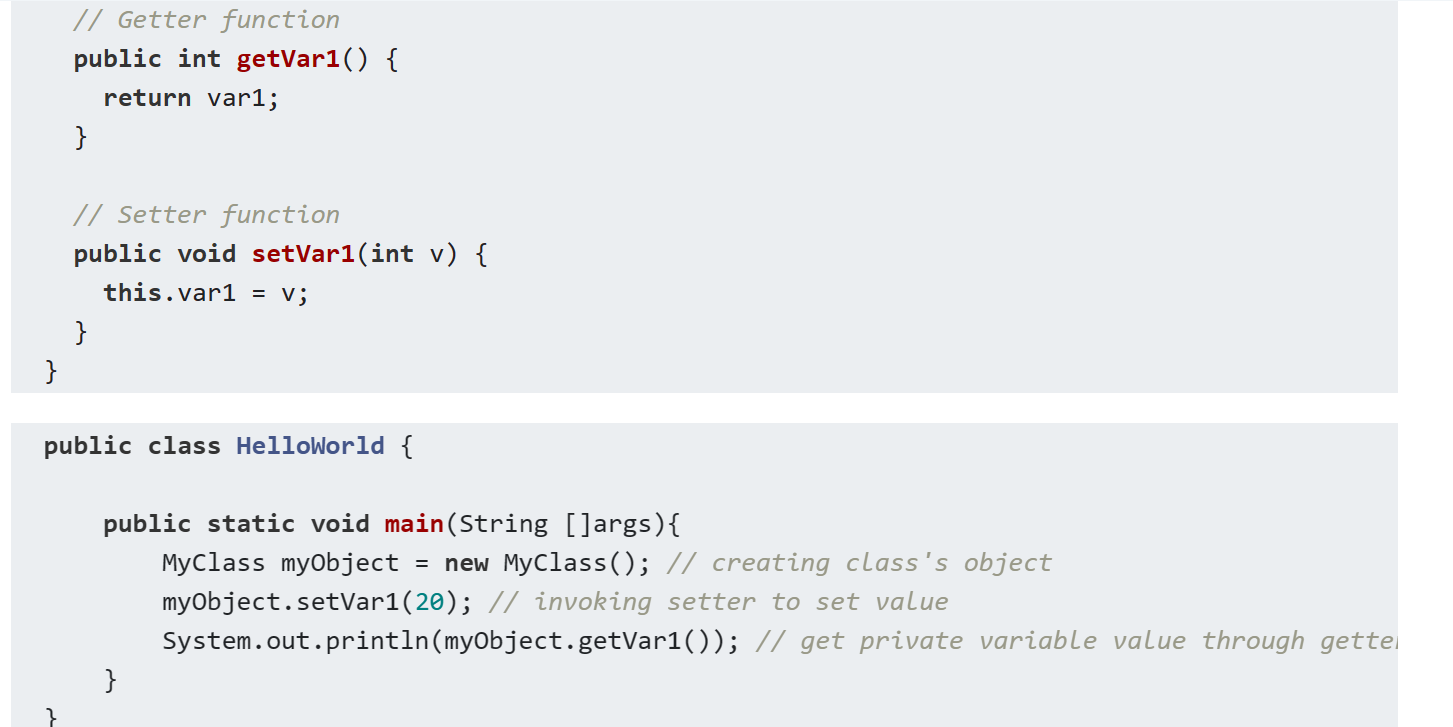 // Getter function
public int getVar1() {
return var1;
}
// Setter function
public void setVar1(int v) {
this.var1 = v;
}
}
public class HelloWorld {
public static void main(String []args){
MyClass myObject = new MyClass(); // creating class's object
myObject.setVar1(20); // invoking setter to set value
System.out.println(myObject.getVar1()); // get private variable value through
}
}